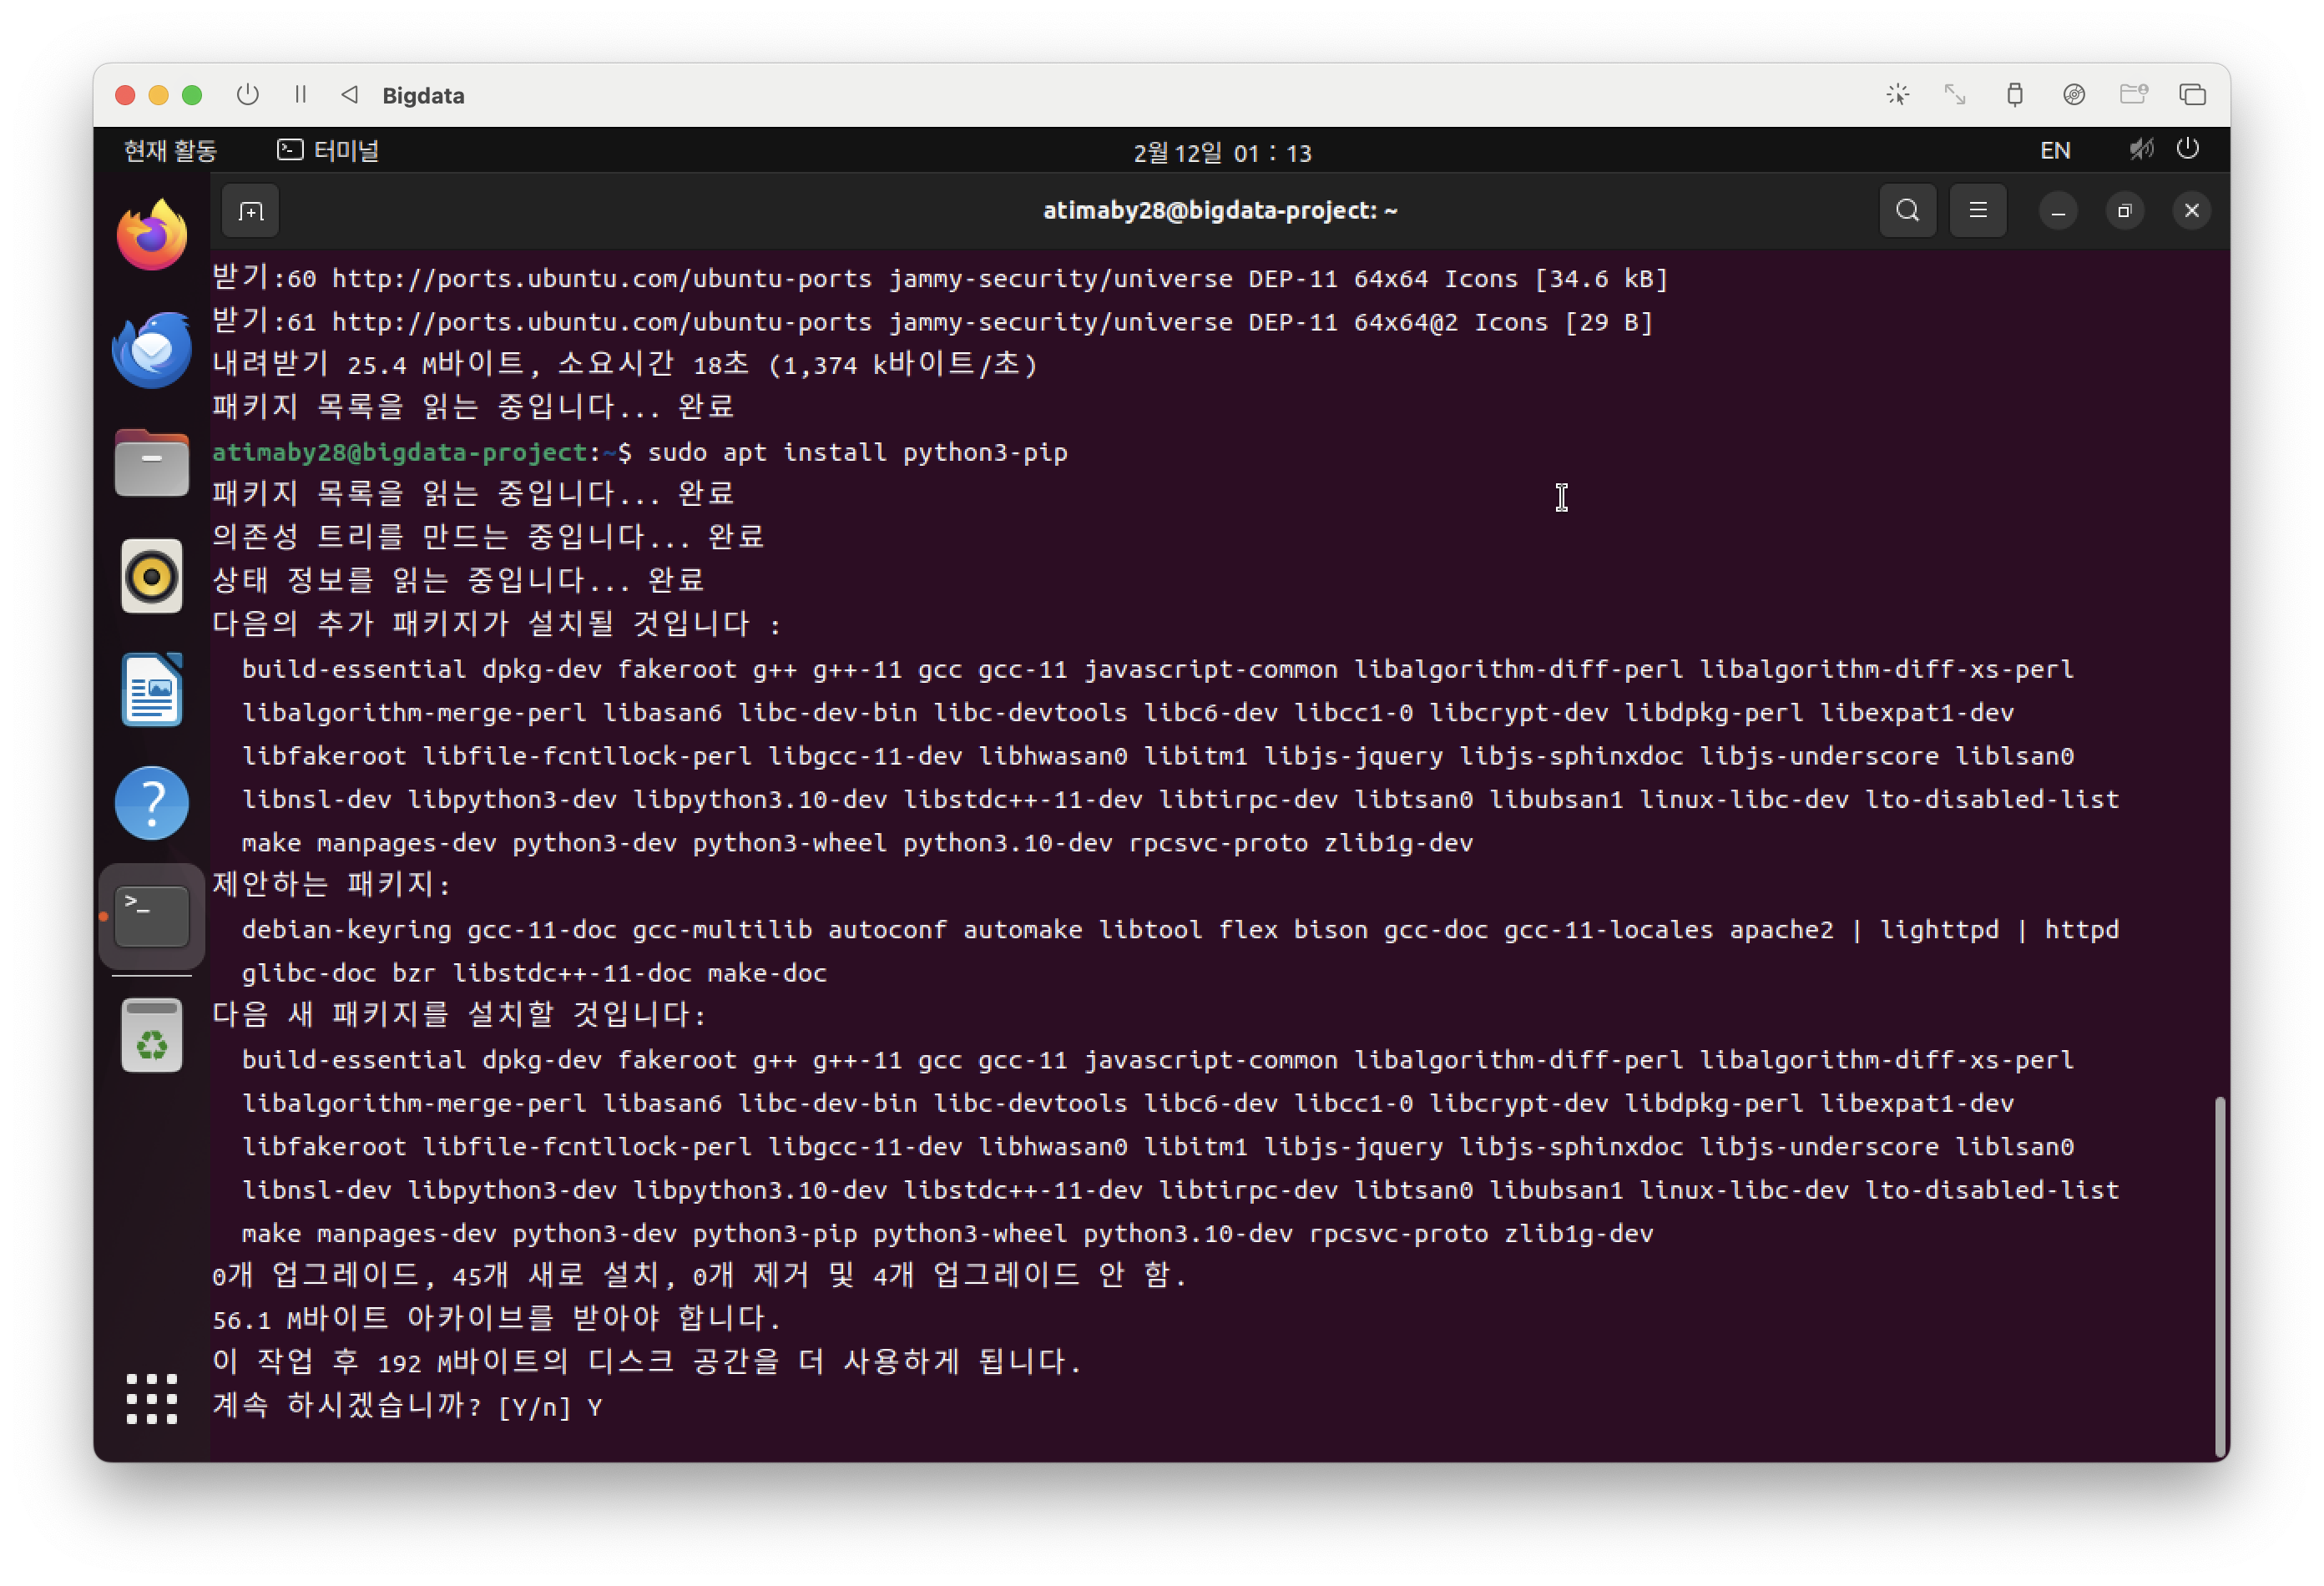 Bigdata
현재 활동 터미널 2월 12일 01 : 13 EN
atimaby28@bigdata-project: ~
받기:60 http://ports.ubuntu.com/ubuntu-ports jammy-security/universe DEP-11 64x64 Icons [34.6 kB]
받기:61 http://ports.ubuntu.com/ubuntu-ports jammy-security/universe DEP-11 64x64@2 Icons [29 B]
내려받기 25.4 M바이트, 소요시간 18초 (1,374 k바이트/초)
패키지 목록을 읽는 중입니다... 완료
atimaby28@bigdata-project:~$ sudo apt install python3-pip
패키지 목록을 읽는 중입니다... 완료
의존성 트리를 만드는 중입니다... 완료
상태 정보를 읽는 중입니다... 완료
다음의 추가 패키지가 설치될 것입니다 :
build-essential dpkg-dev fakeroot g++ g++-11 gcc gcc-11 javascript-common libalgorithm-diff-perl libalgorithm-diff-xs-perl
libalgorithm-merge-perl libasan6 libc-dev-bin libc-devtools libc6-dev libcc1-0 libcrypt-dev libdpkg-perl libexpat1-dev
libfakeroot libfile-fcntllock-perl libgcc-11-dev libhwasan0 libitm1 libjs-jquery libjs-sphinxdoc libjs-underscore liblsan0
libnsl-dev libpython3-dev libpython3.10-dev libstdc++-11-dev libtirpc-dev libtsan0 libubsan1 linux-libc-dev lto-disabled-list
make manpages-dev python3-dev python3-wheel python3.10-dev rpcsvc-proto zlib1g-dev
제안하는 패키지:
debian-keyring gcc-11-doc gcc-multilib autoconf automake libtool flex bison gcc-doc gcc-11-locales apache2 | lighttpd | httpd
glibc-doc bzr libstdc++-11-doc make-doc
다음 새 패키지를 설치할 것입니다:
build-essential dpkg-dev fakeroot g++ g++-11 gcc gcc-11 javascript-common libalgorithm-diff-perl libalgorithm-diff-xs-perl
libalgorithm-merge-perl libasan6 libc-dev-bin libc-devtools libc6-dev libcc1-0 libcrypt-dev libdpkg-perl libexpat1-dev
libfakeroot libfile-fcntllock-perl libgcc-11-dev libhwasan0 libitm1 libjs-jquery libjs-sphinxdoc libjs-underscore liblsan0
libnsl-dev libpython3-dev libpython3.10-dev libstdc++-11-dev libtirpc-dev libtsan0 libubsan1 linux-libc-dev lto-disabled-list
make manpages-dev python3-dev python3-pip python3-wheel python3.10-dev rpcsvc-proto zlib1g-dev
0개 업그레이드, 45개 새로 설치, 0개 제거 및 4개 업그레이드 안 함.
56.1 M바이트 아카이브를 받아야 합니다.
이 작업 후 192 M바이트의 디스크 공간을 더 사용하게 됩니다.
계속 하시겠습니까? [Y/n] Y